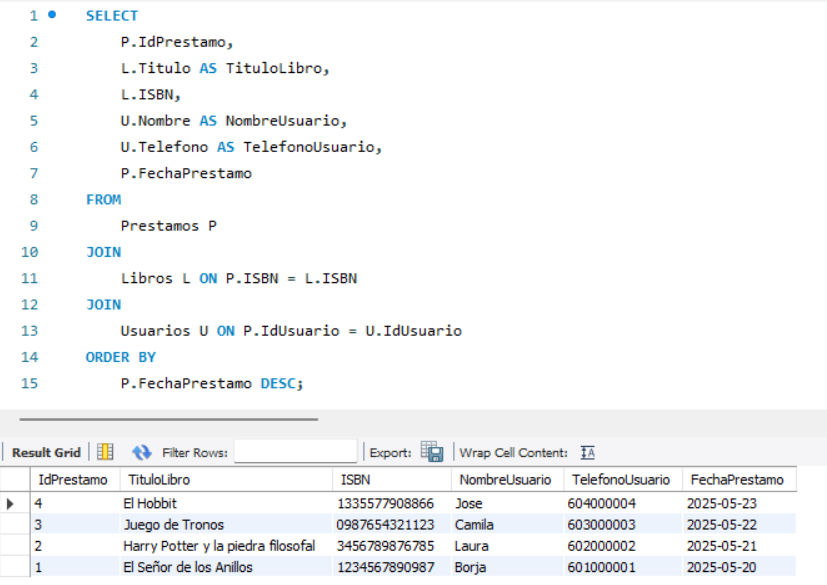 1 SELECT
2 P.IdPrestamo,
3 L.Titulo AS TituloLibro,
4 L.ISBN,
5 U.Nombre AS NombreUsuario,
6 U.Telefono AS TelefonoUsuario,
7 P.FechaPrestamo
8 FROM
9 Prestamos P
10 JOIN
11 Libros L ON P.ISBN = L.ISBN
12 JOIN
13 Usuarios U ON P.IdUsuario = U.IdUsuario
14 ORDER BY
15 P.FechaPrestamo DESC;
Result Grid Filter Rows: Export: Wrap Cell Content: IA
IdPrestamo TituloLibro ISBN NombreUsuario TelefonoUsuario FechaPrestamo
4 El Hobbit 1335577908866 Jose 604000004 2025-05-23
3 Juego de Tronos 0987654321123 Camila 603000003 2025-05-22
2 Harry Potter y la piedra filosofal 3456789876785 Laura 602000002 2025-05-21
1 El Señor de los Anillos 1234567890987 Borja 601000001 2025-05-20